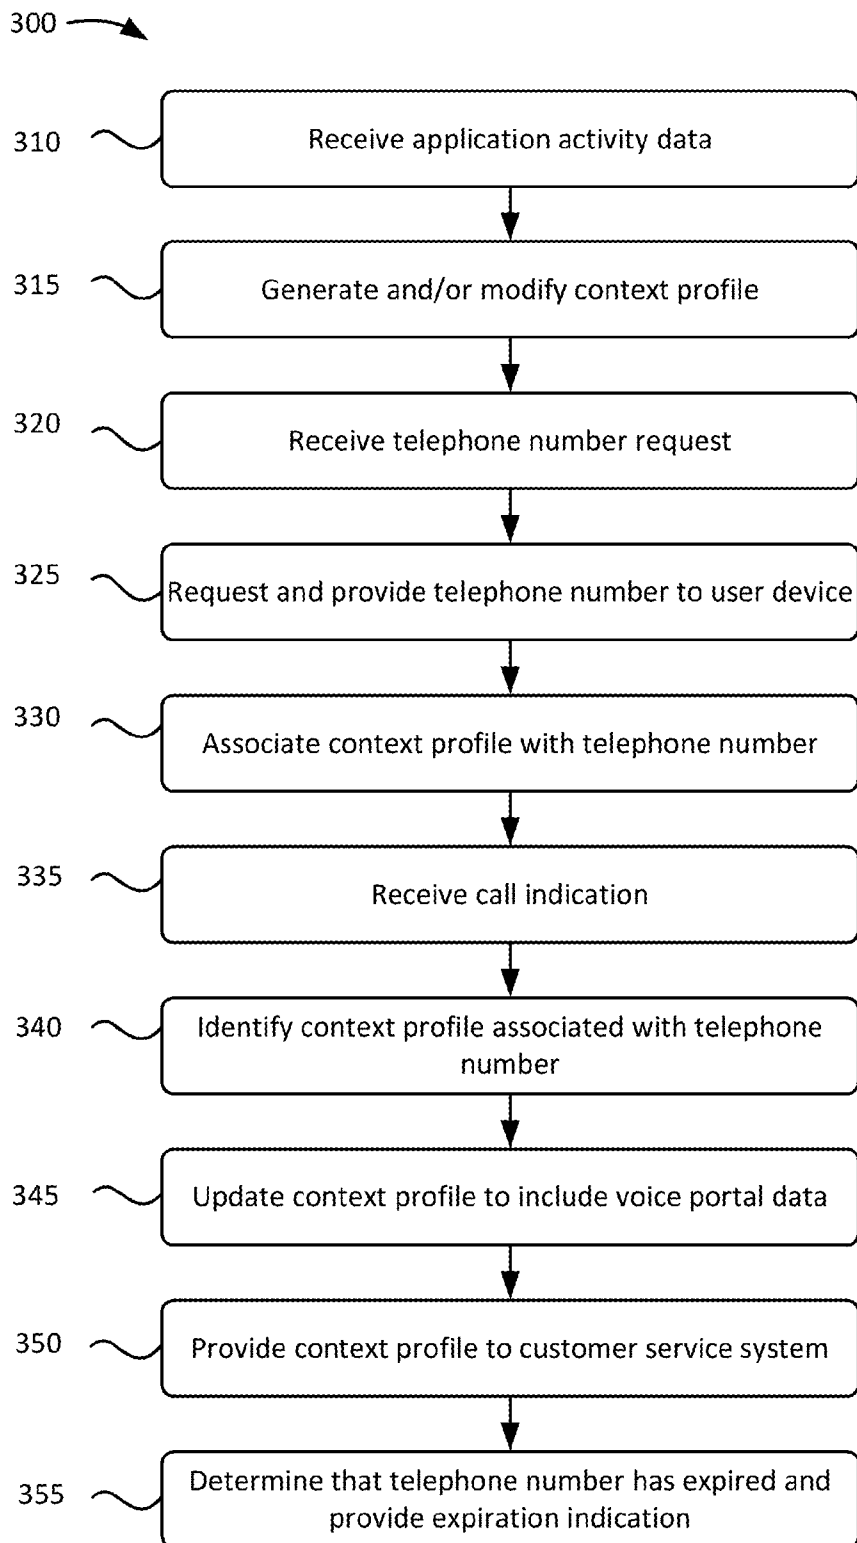 300
310
Receive application activity data
315
Generate and/or modify context profile
320
Receive telephone number request
325
Request and provide telephone number to user device
330
Associate context profile with telephone number
335
Receive call indication
340
Identify context profile associated with telephone
number
345
Update context profile to include voice portal data
350
Provide context profile to customer service system
355
Determine that telephone number has expired and
provide expiration indication